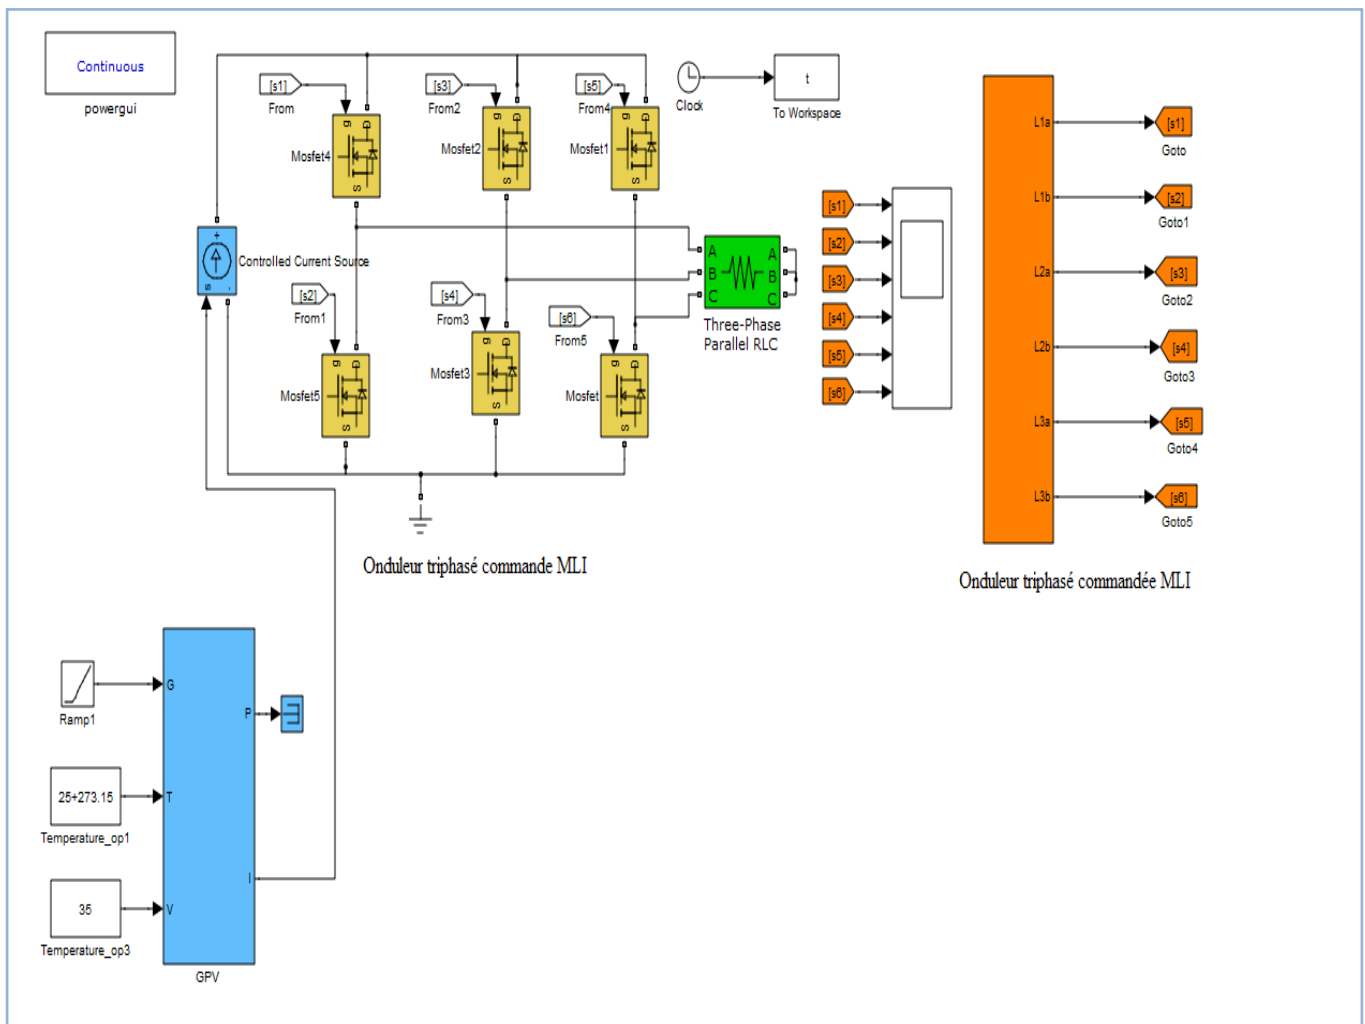 Continuous
powergui
[s1]
From
[s3]
From2
[s5]
From4
Clock
t
To Workspace
g
D
S
Mosfet4
g
D
S
Mosfet2
g
D
S
Mosfet1
+
s
-
Controlled Current Source
[s2]
From1
[s4]
From3
[s6]
From5
g
D
S
Mosfet5
g
D
S
Mosfet3
g
D
S
Mosfet
A
B
C
A
B
C
Three-Phase
Parallel RLC
[s1]
[s2]
[s3]
[s4]
[s5]
[s6]
L1a
[s1]
Goto
L1b
[s2]
Goto1
L2a
[s3]
Goto2
L2b
[s4]
Goto3
L3a
[s5]
Goto4
L3b
[s6]
Goto5
Onduleur triphasé commande MLI
Onduleur triphasé commandée MLI
Ramp1
G
P
25+273.15
T
Temperature_op1
I
35
V
Temperature_op3
GPV